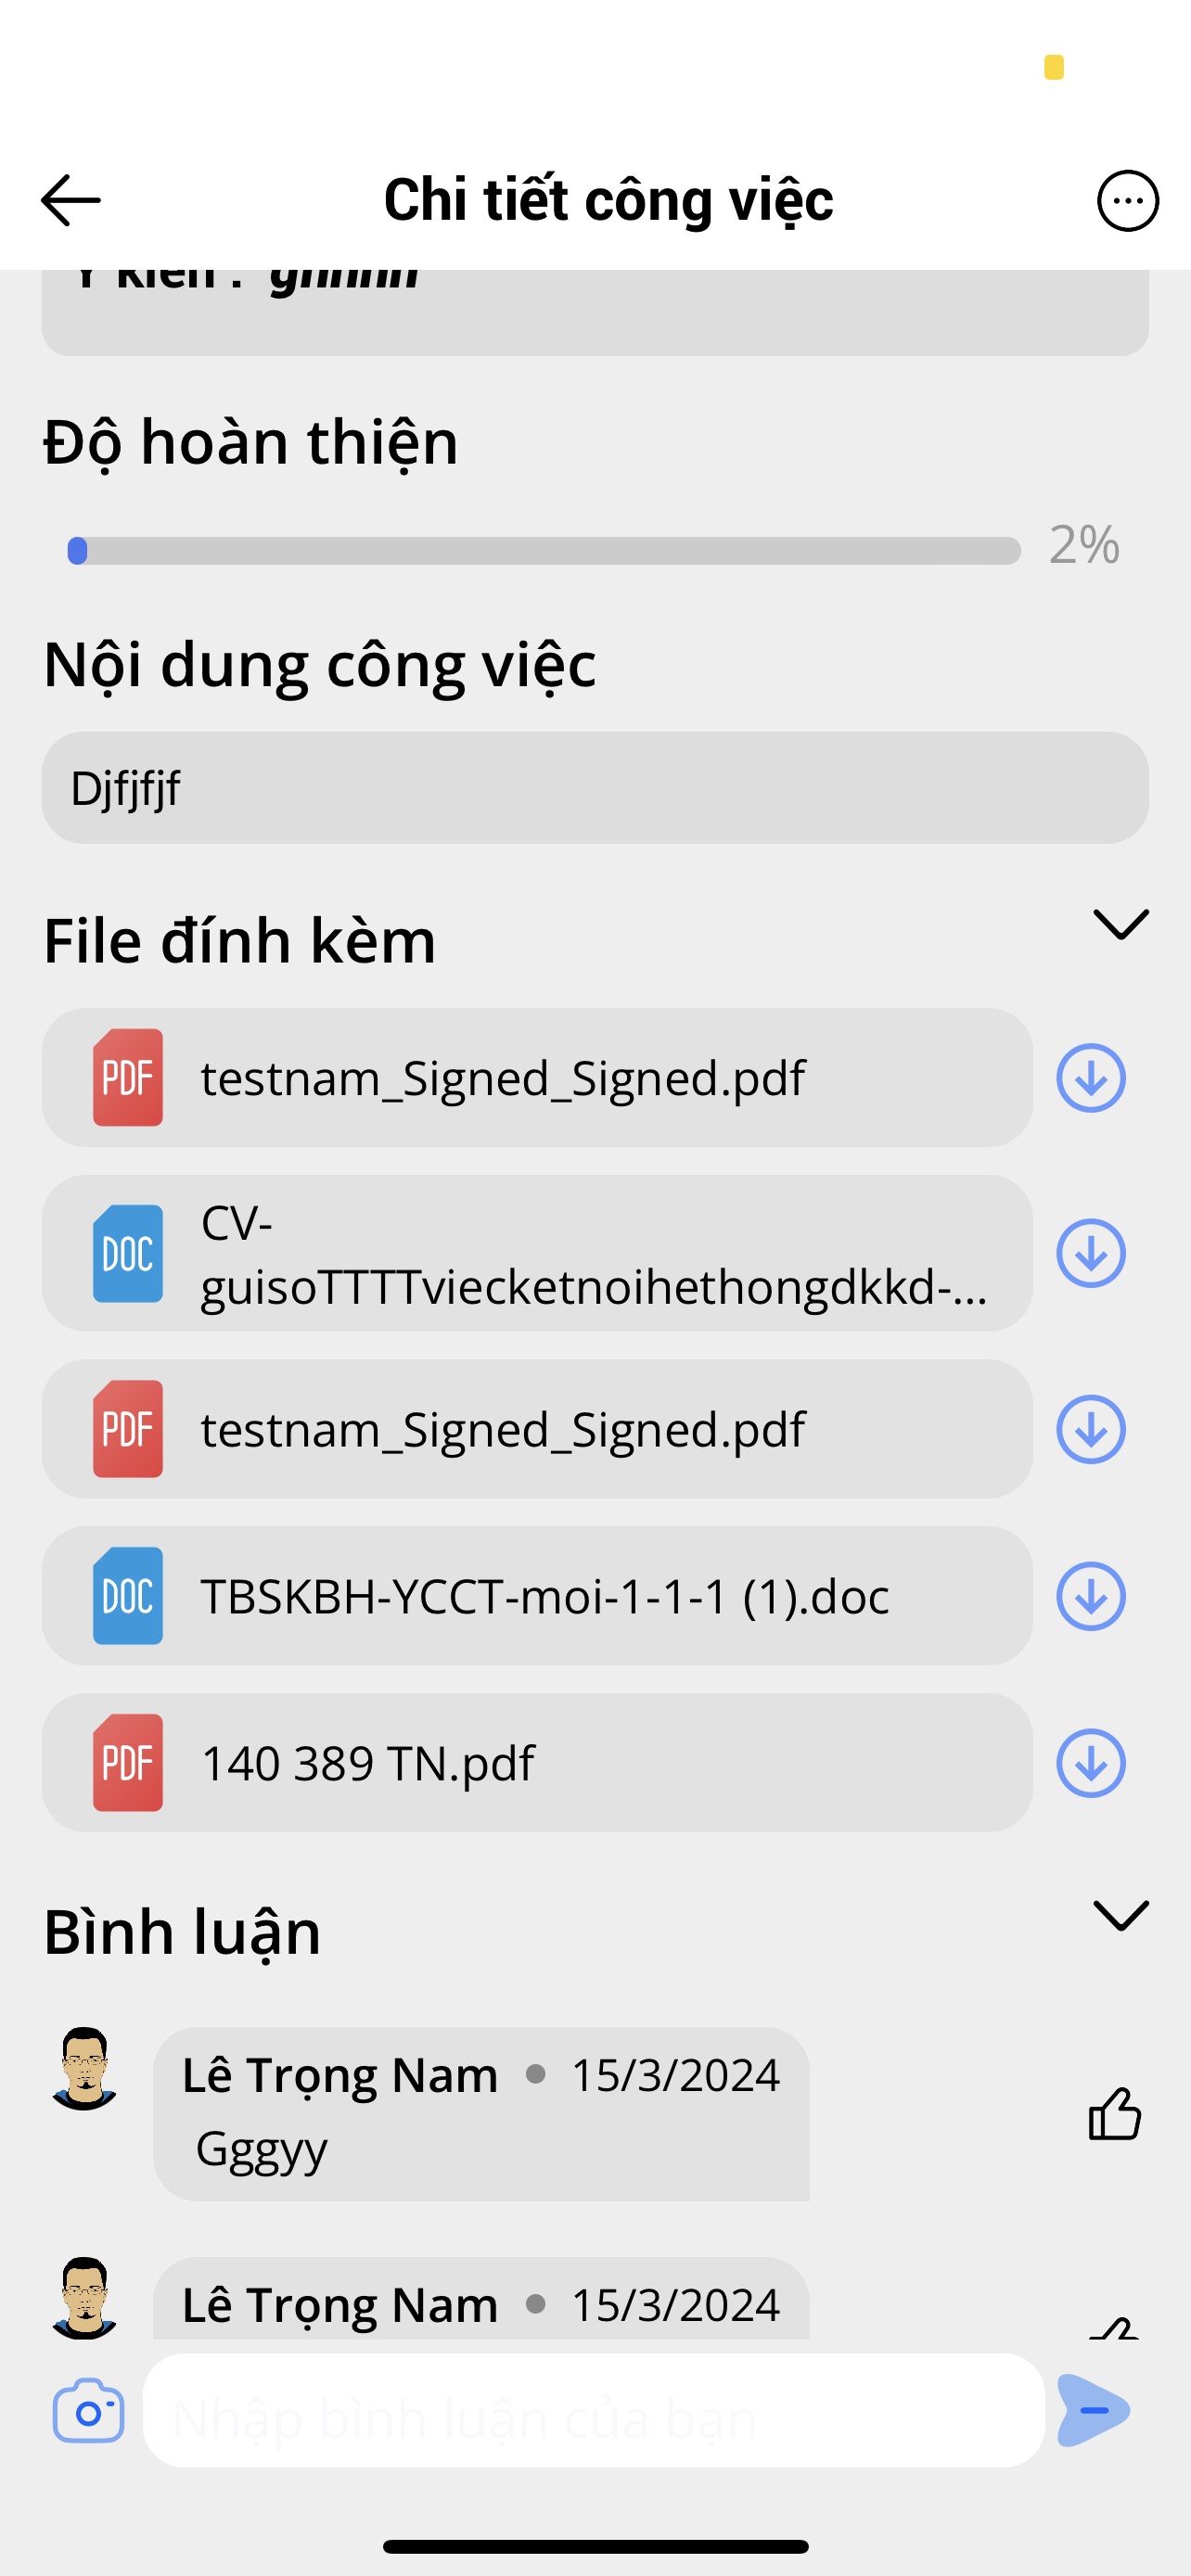 Chi tiết công việc
Ý kiến :
Độ hoàn thiện
2%
Nội dung công việc
Djfjfjf
File đính kèm
PDF testnam_Signed_Signed.pdf
DOC CV-
guisoTTTTviecketnoihethongdkkd-...
PDF testnam_Signed_Signed.pdf
DOC TBSKBH-YCCT-moi-1-1-1 (1).doc
PDF 140 389 TN.pdf
Bình luận
Lê Trọng Nam • 15/3/2024
Gggyy
Lê Trọng Nam • 15/3/2024
Nhập bình luận của bạn